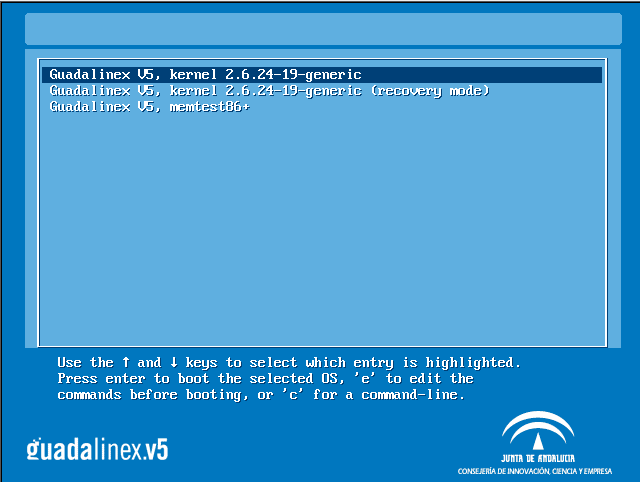 Guadalinex V5, kernel 2.6.24-19-generic
Guadalinex V5, kernel 2.6.24-19-generic (recovery mode)
Guadalinex V5, memtest86+
Use the ↑ and ↓ keys to select which entry is highlighted.
Press enter to boot the selected OS, 'e' to edit the
commands before booting, or 'c' for a command-line.
guadalinex.v5
JUNTA DE ANDALUCIA
CONSEJERÍA DE INNOVACIÓN, CIENCIA Y EMPRESA